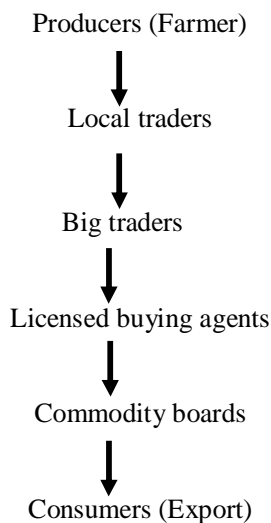 Producers (Farmer)
Local traders
Big traders
Licensed buying agents
Commodity boards
Consumers (Export)